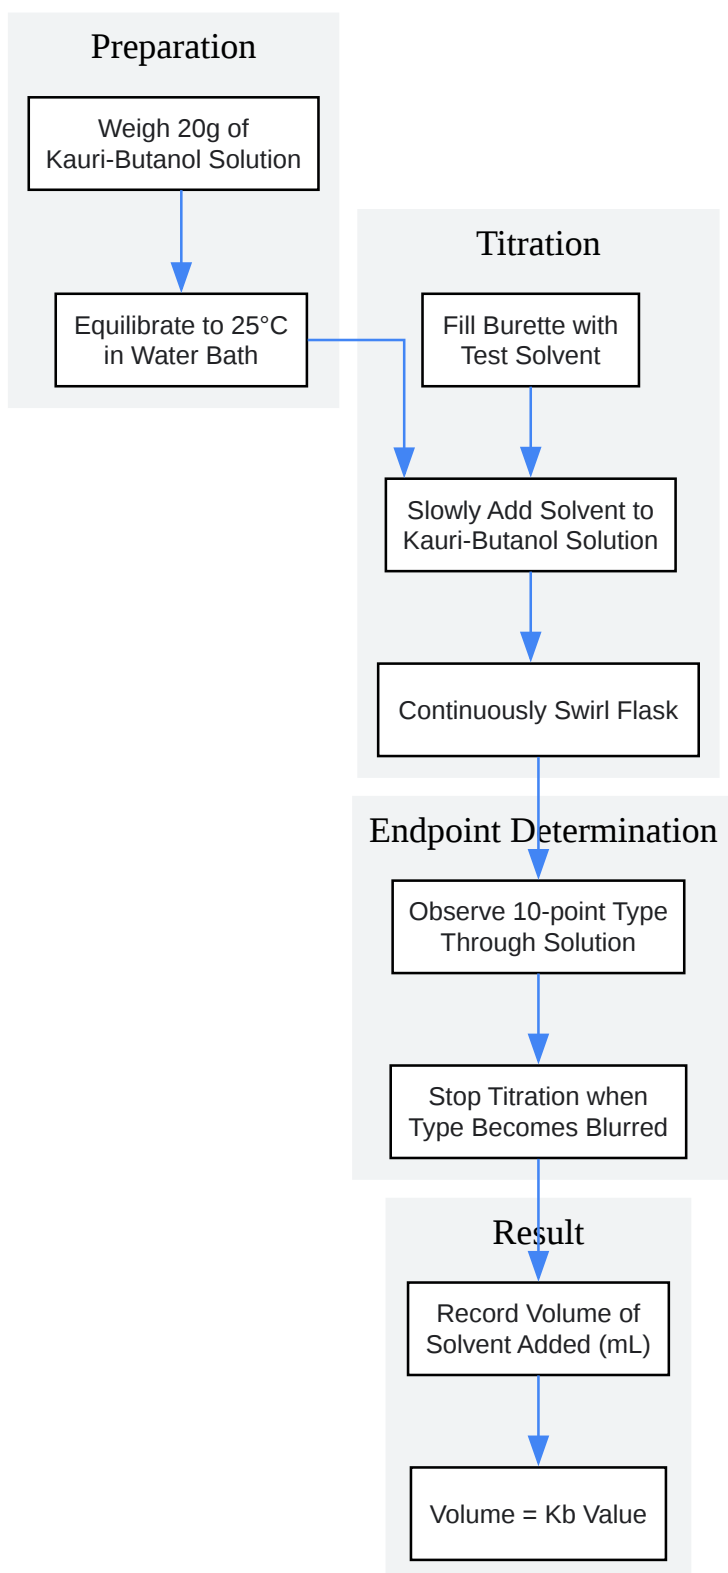 Preparation
Weigh 20g of
Kauri-Butanol Solution
Equilibrate to 25°C
in Water Bath
Titration
Fill Burette with
Test Solvent
Slowly Add Solvent to
Kauri-Butanol Solution
Continuously Swirl Flask
Endpoint Determination
Observe 10-point Type
Through Solution
Stop Titration when
Type Becomes Blurred
Result
Record Volume of
Solvent Added (mL)
Volume = Kb Value